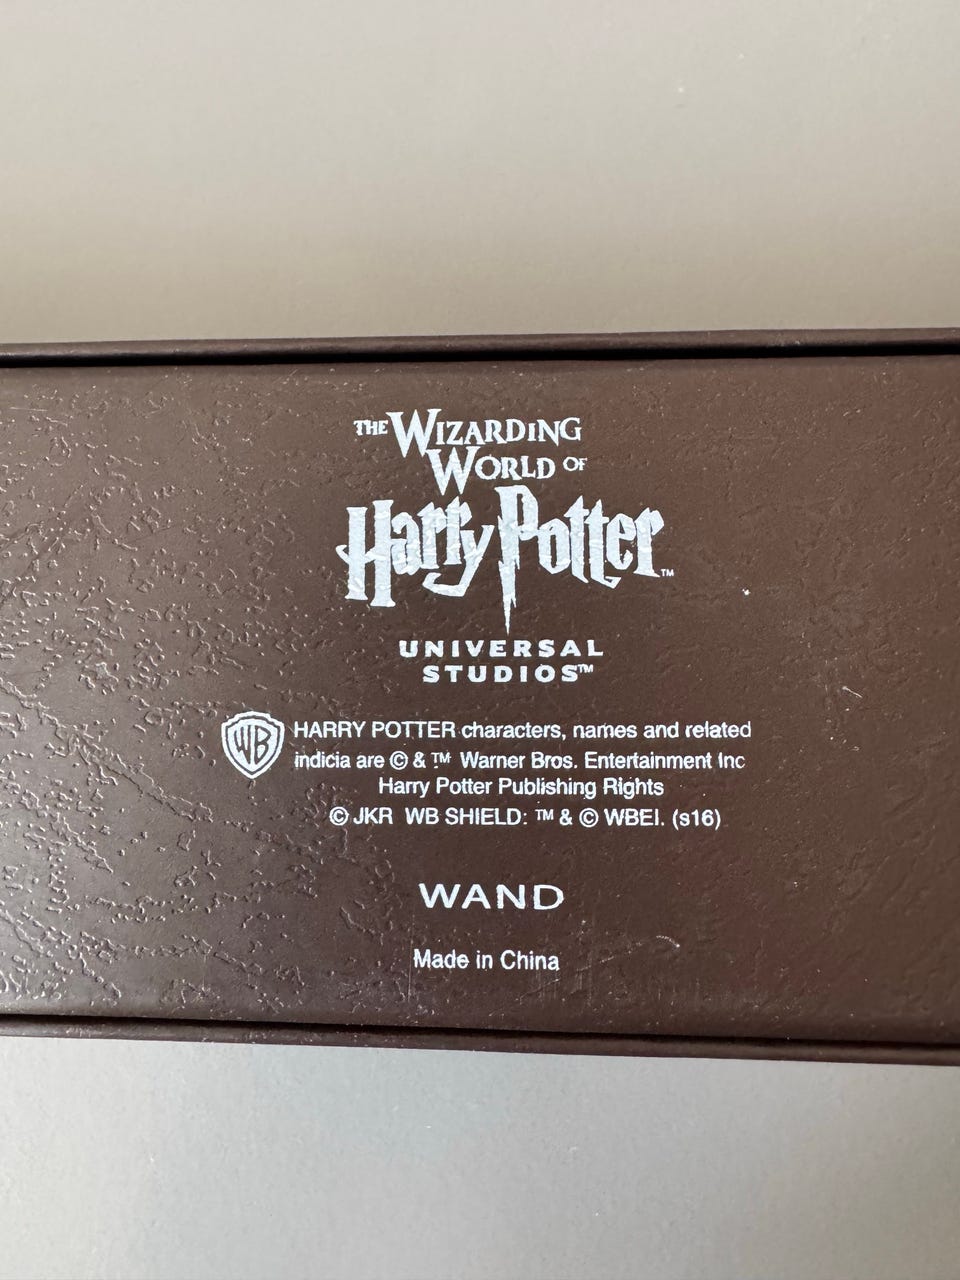 THE WIZARDING
WORLD OF
Harry Potter™
UNIVERSAL
STUDIOS™
WB HARRY POTTER characters, names and related
indicia are © & ™ Warner Bros. Entertainment Inc
Harry Potter Publishing Rights
© JKR WB SHIELD: ™ & © WBEI. (s16)
WAND
Made in China